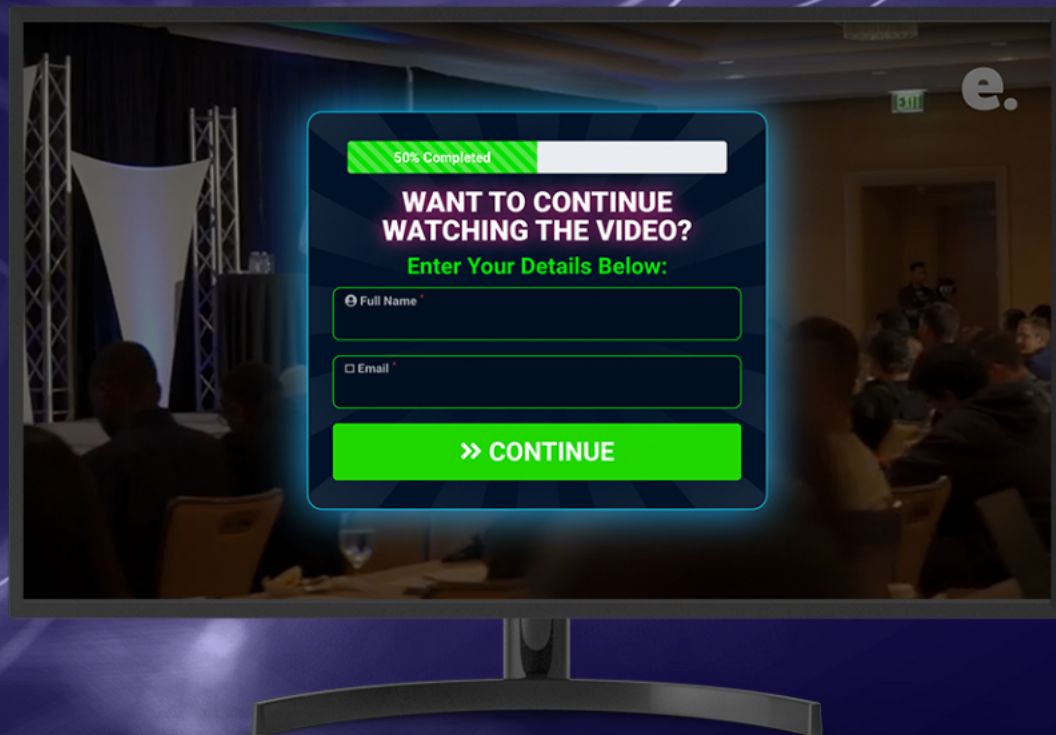 e.
EXIT
50% Completed
WANT TO CONTINUE
WATCHING THE VIDEO?
Enter Your Details Below:
Full Name *
Email *
CONTINUE